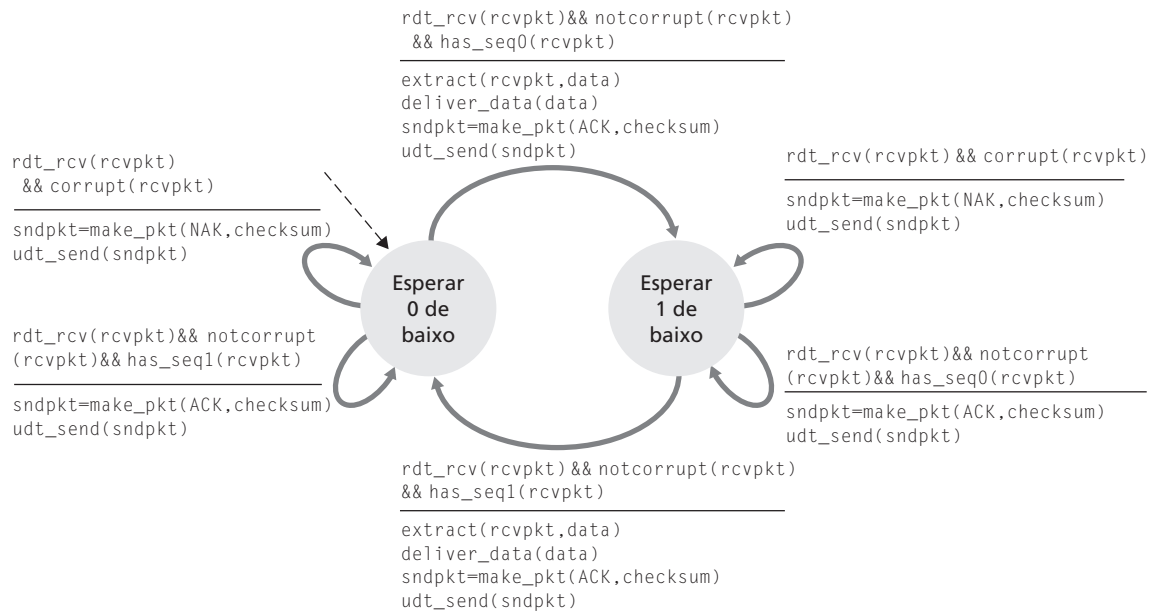 rdt_rcv(rcvpkt)&& notcorrupt(rcvpkt)
&& has_seq0(rcvpkt)
extract(rcvpkt,data)
deliver_data(data)
sndpkt=make_pkt(ACK,checksum)
udt_send(sndpkt)
rdt_rcv(rcvpkt)
&& corrupt(rcvpkt)
sndpkt=make_pkt(NAK,checksum)
udt_send(sndpkt)
rdt_rcv(rcvpkt)&& corrupt(rcvpkt)
sndpkt=make_pkt(NAK,checksum)
udt_send(sndpkt)
Esperar
0 de
baixo
Esperar
1 de
baixo
rdt_rcv(rcvpkt)&& notcorrupt
(rcvpkt)&& has_seq1(rcvpkt)
sndpkt=make_pkt(ACK,checksum)
udt_send(sndpkt)
rdt_rcv(rcvpkt)&& notcorrupt
(rcvpkt)&& has_seq0(rcvpkt)
sndpkt=make_pkt(ACK,checksum)
udt_send(sndpkt)
rdt_rcv(rcvpkt)&& notcorrupt(rcvpkt)
&& has_seq1(rcvpkt)
extract(rcvpkt,data)
deliver_data(data)
sndpkt=make_pkt(ACK,checksum)
udt_send(sndpkt)